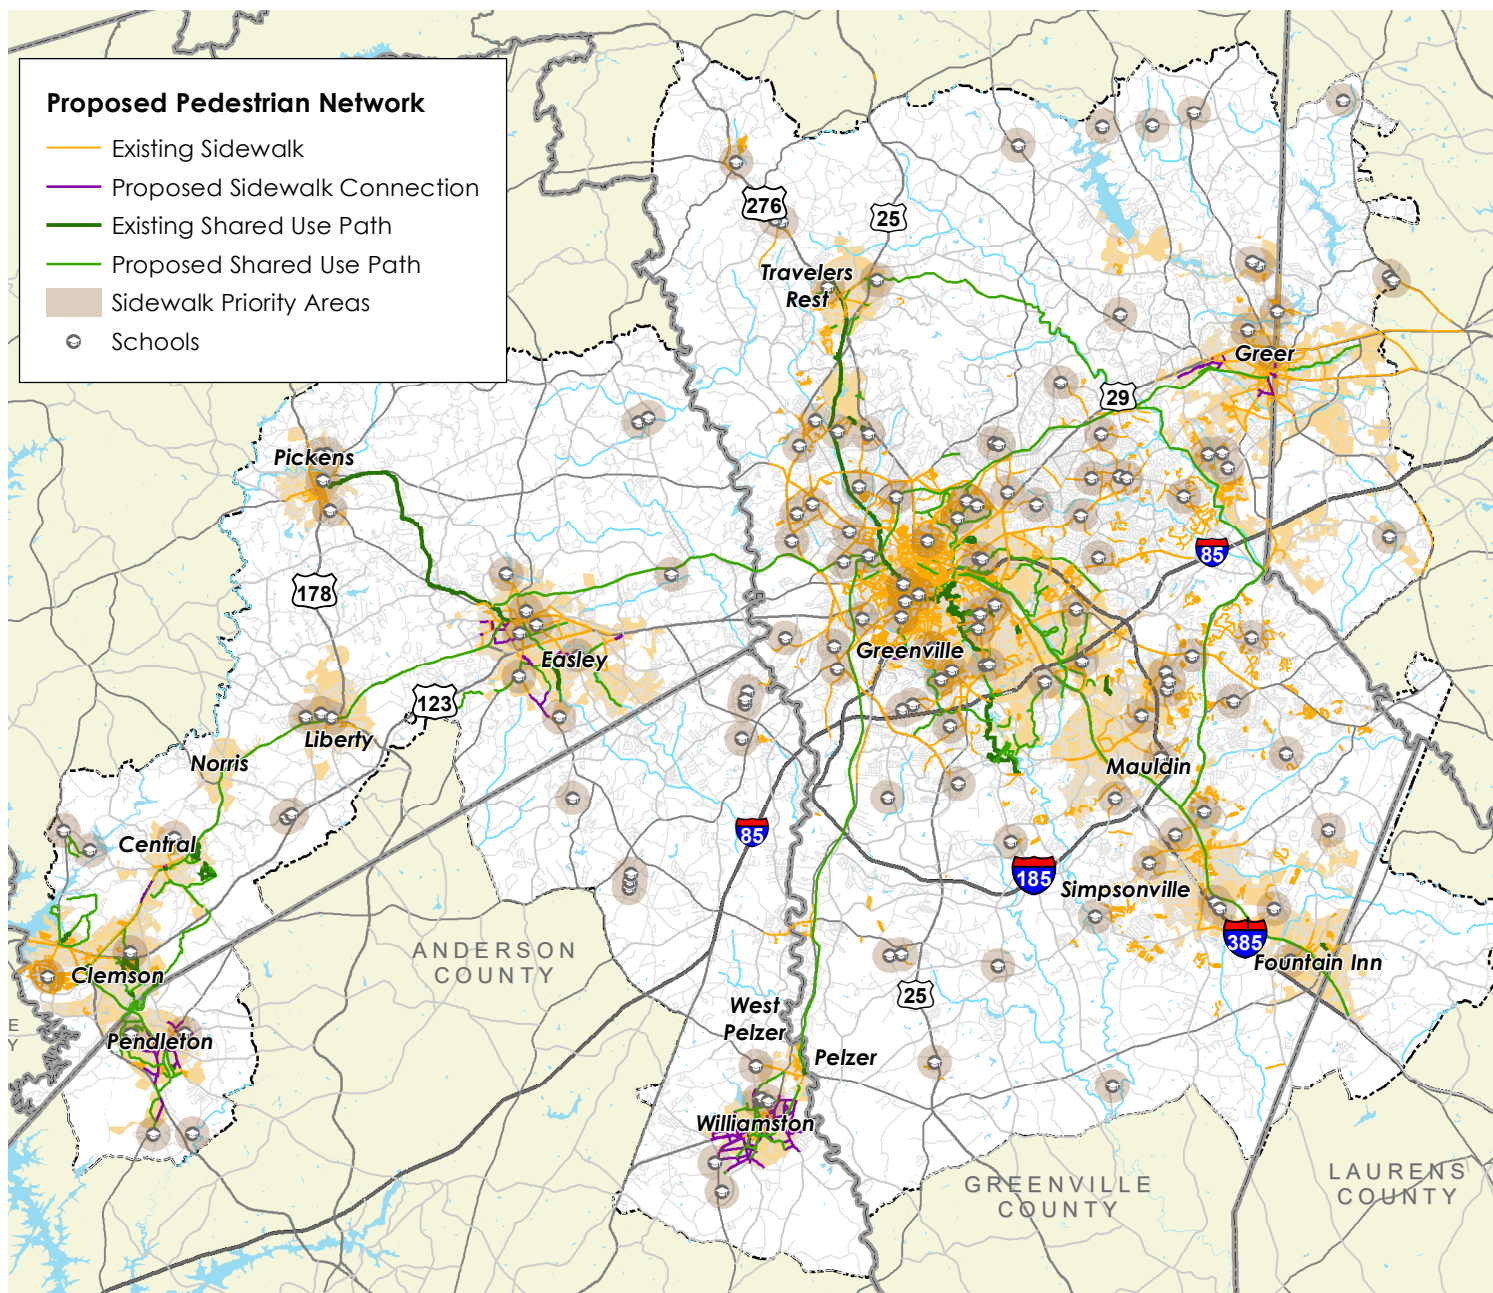 Proposed Pedestrian Network
Existing Sidewalk
Proposed Sidewalk Connection
Existing Shared Use Path
Proposed Shared Use Path
Sidewalk Priority Areas
Schools
276
25
Travelers
Rest
Greer
29
Pickens
178
85
Easley
Greenville
123
Liberty
Norris
Mauldin
85
Central
185
Simpsonville
ANDERSON
COUNTY
385
Fountain Inn
Clemson
25
West
Pelzer
E
Y
Pendleton
Pelzer
Williamston
GREENVILLE
COUNTY
LAURENS
COUNTY